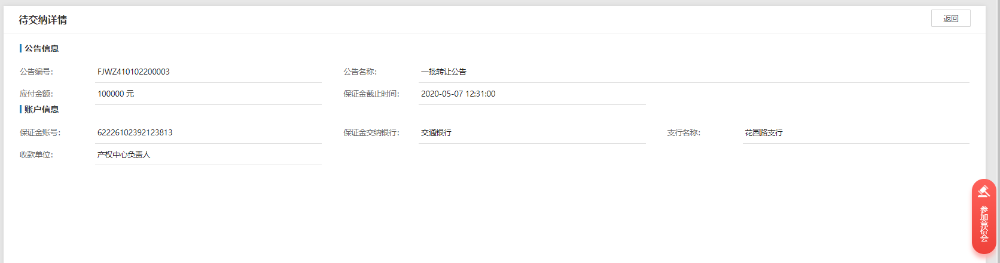 待交纳详情
返回
公告信息
公告编号: FJWZ410102200003 公告名称: 一批转让公告
应付金额: 100000 元 保证金截止时间: 2020-05-07 12:31:00
账户信息
保证金账号: 62226102392123813 保证金交纳银行: 交通银行 支行名称: 花园路支行
收款单位: 产权中心负责人
参加竞价会